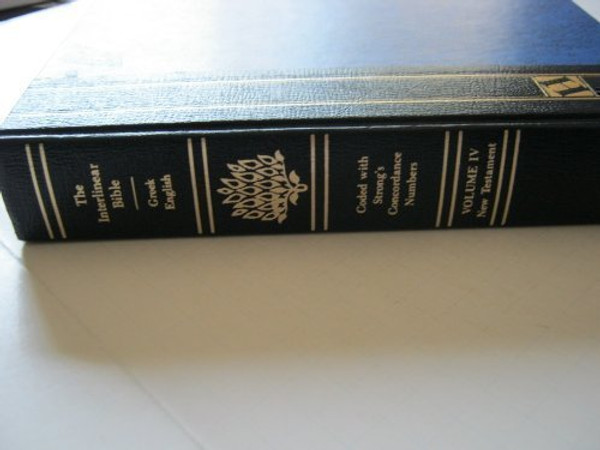 The
Interlinear
Bible
Greek
English
Coded with
Strong's
Concordance
Numbers
VOLUME IV
New Testament